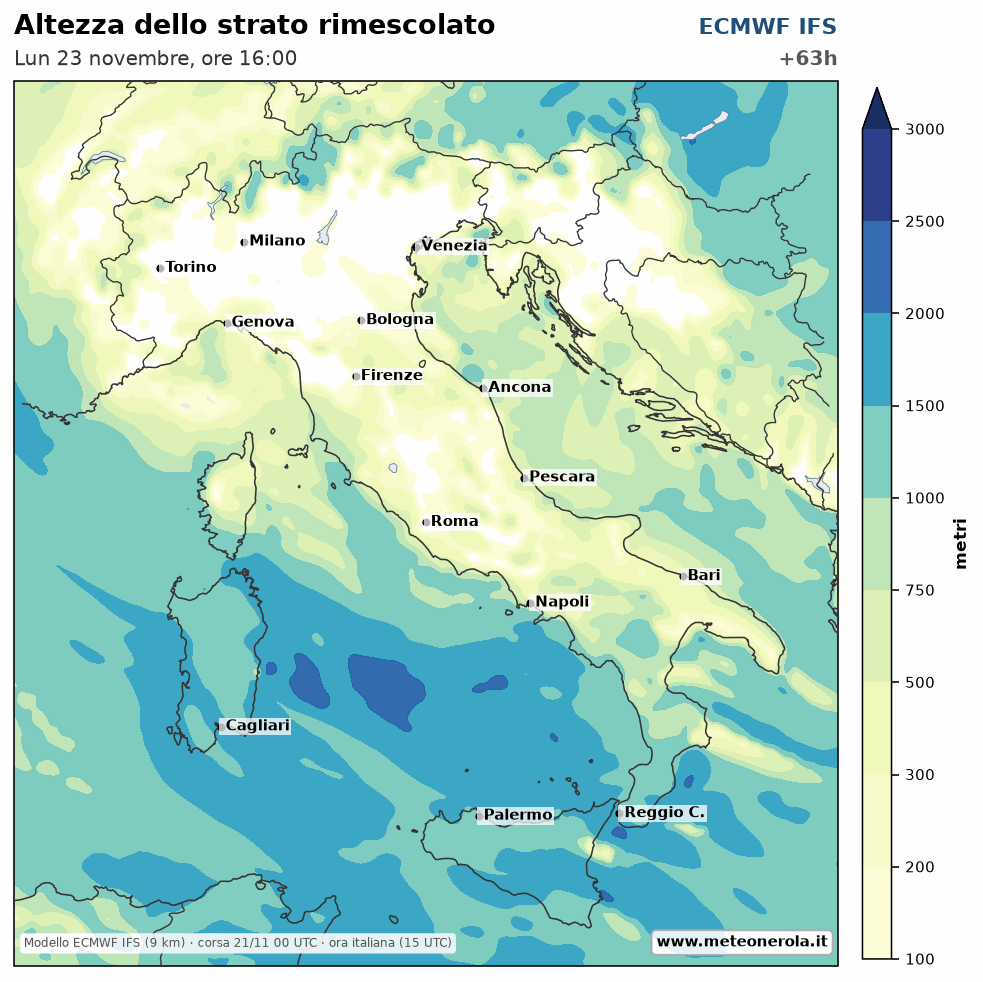 Altezza dello strato rimescolato
ECMWF IFS
Lun 23 novembre, ore 16:00
+63h
3000
2500
2000
1500
1000
750
500
300
200
100
metri
Milano
Venezia
Torino
Genova
Bologna
Firenze
Ancona
Pescara
Roma
Bari
Napoli
Cagliari
Palermo
Reggio C.
Modello ECMWF IFS (9 km) · corsa 21/11 00 UTC · ora italiana (15 UTC)
www.meteonerola.it